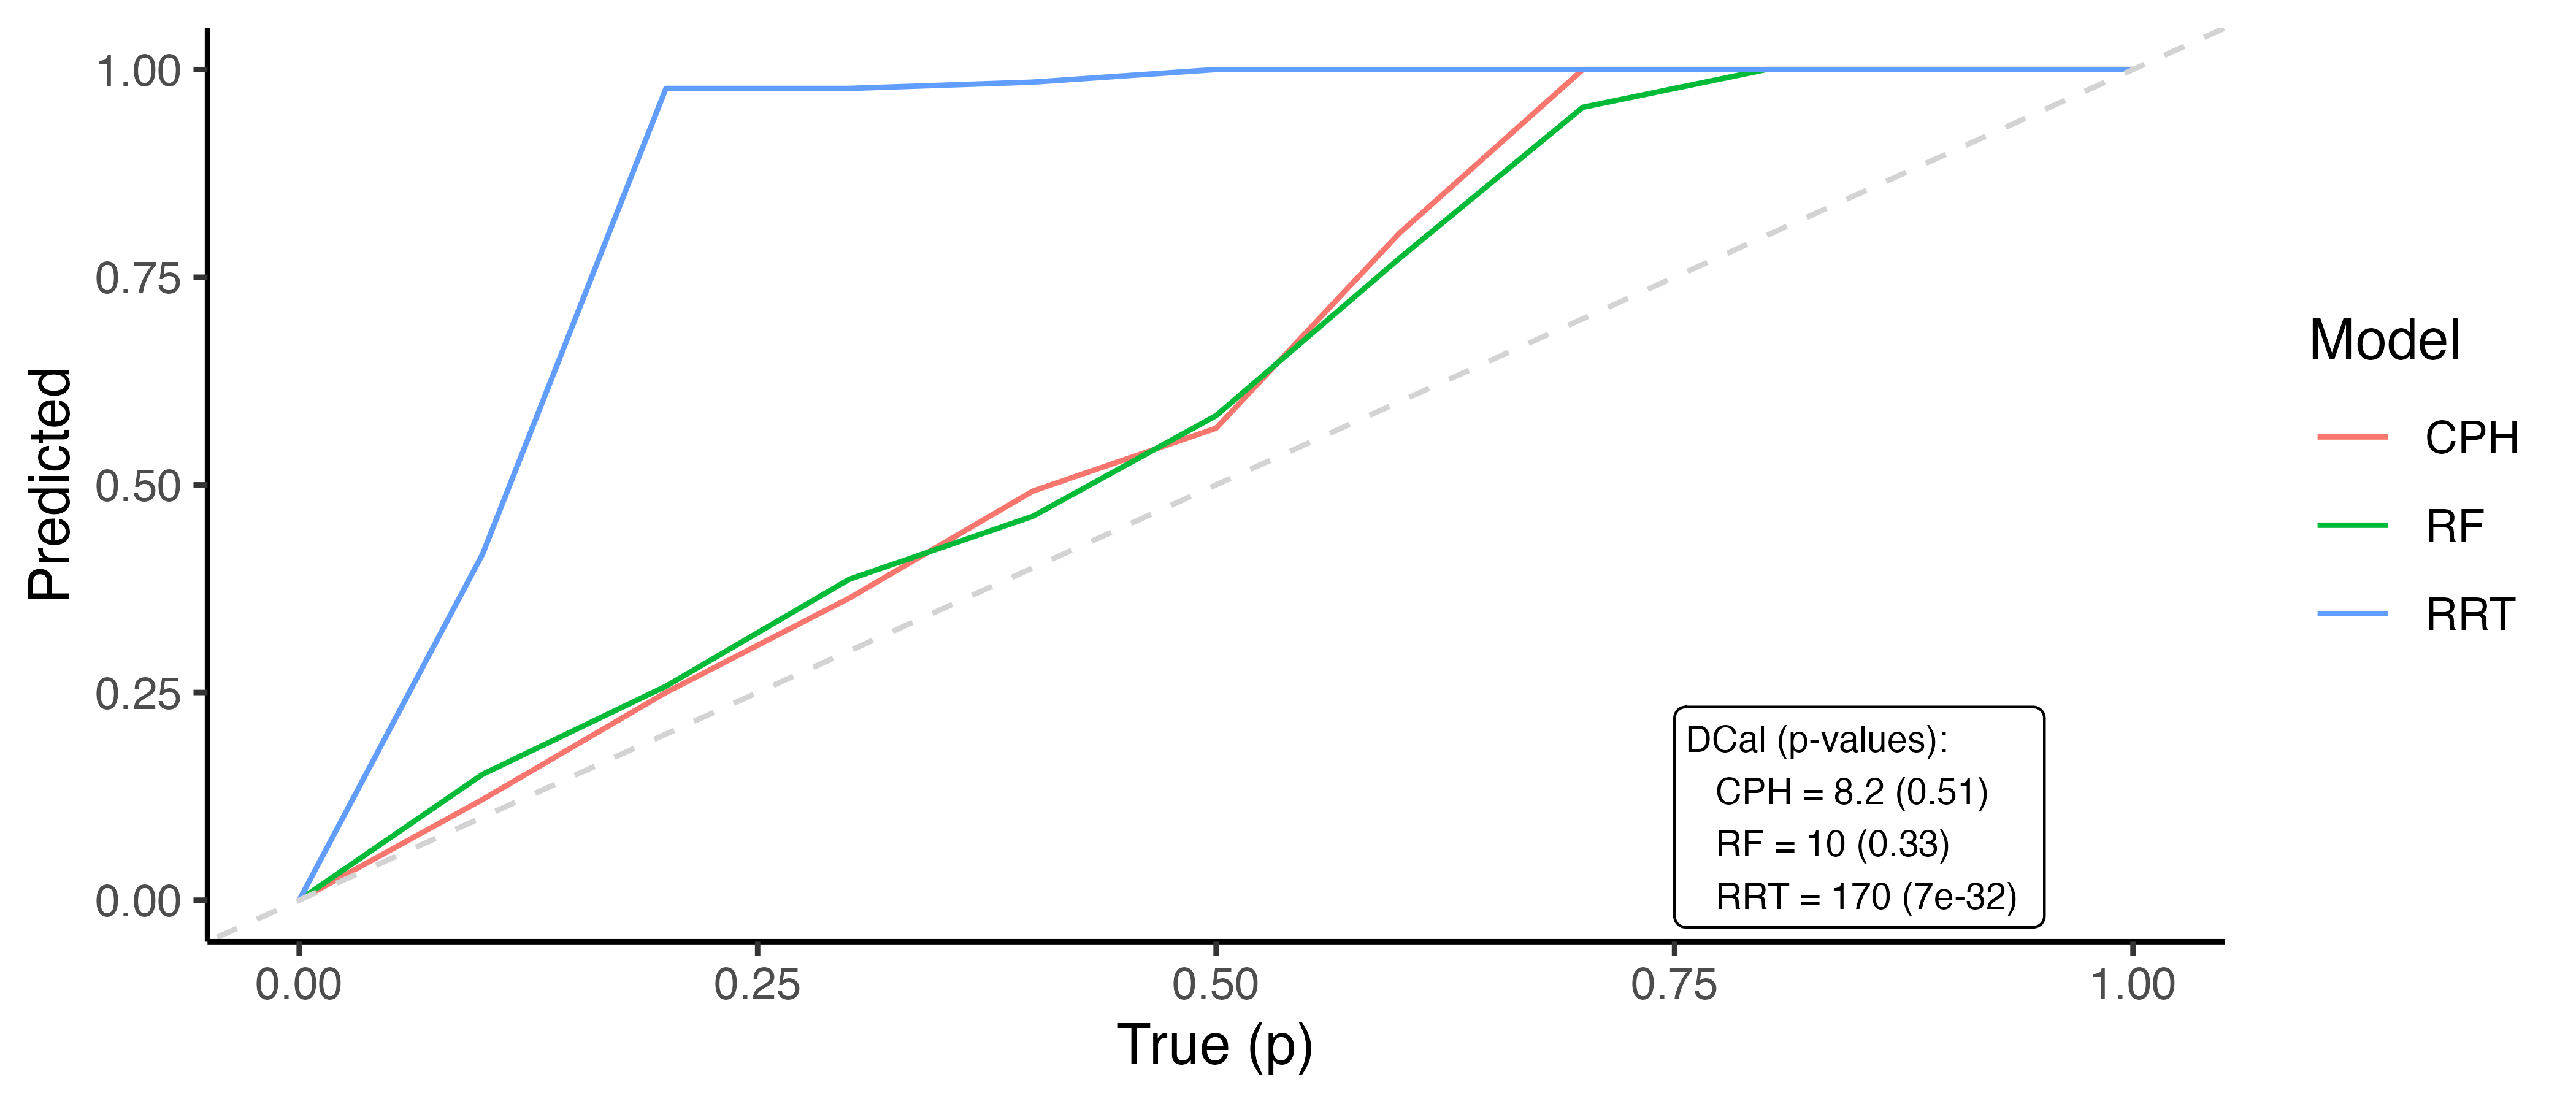 1.00
0.75
0.50
0.25
0.00
Predicted
0.00 0.25 0.50 0.75 1.00
True (p)
DCal (p-values):
CPH = 8.2 (0.51)
RF = 10 (0.33)
RRT = 170 (7e-32)
Model
CPH
RF
RRT